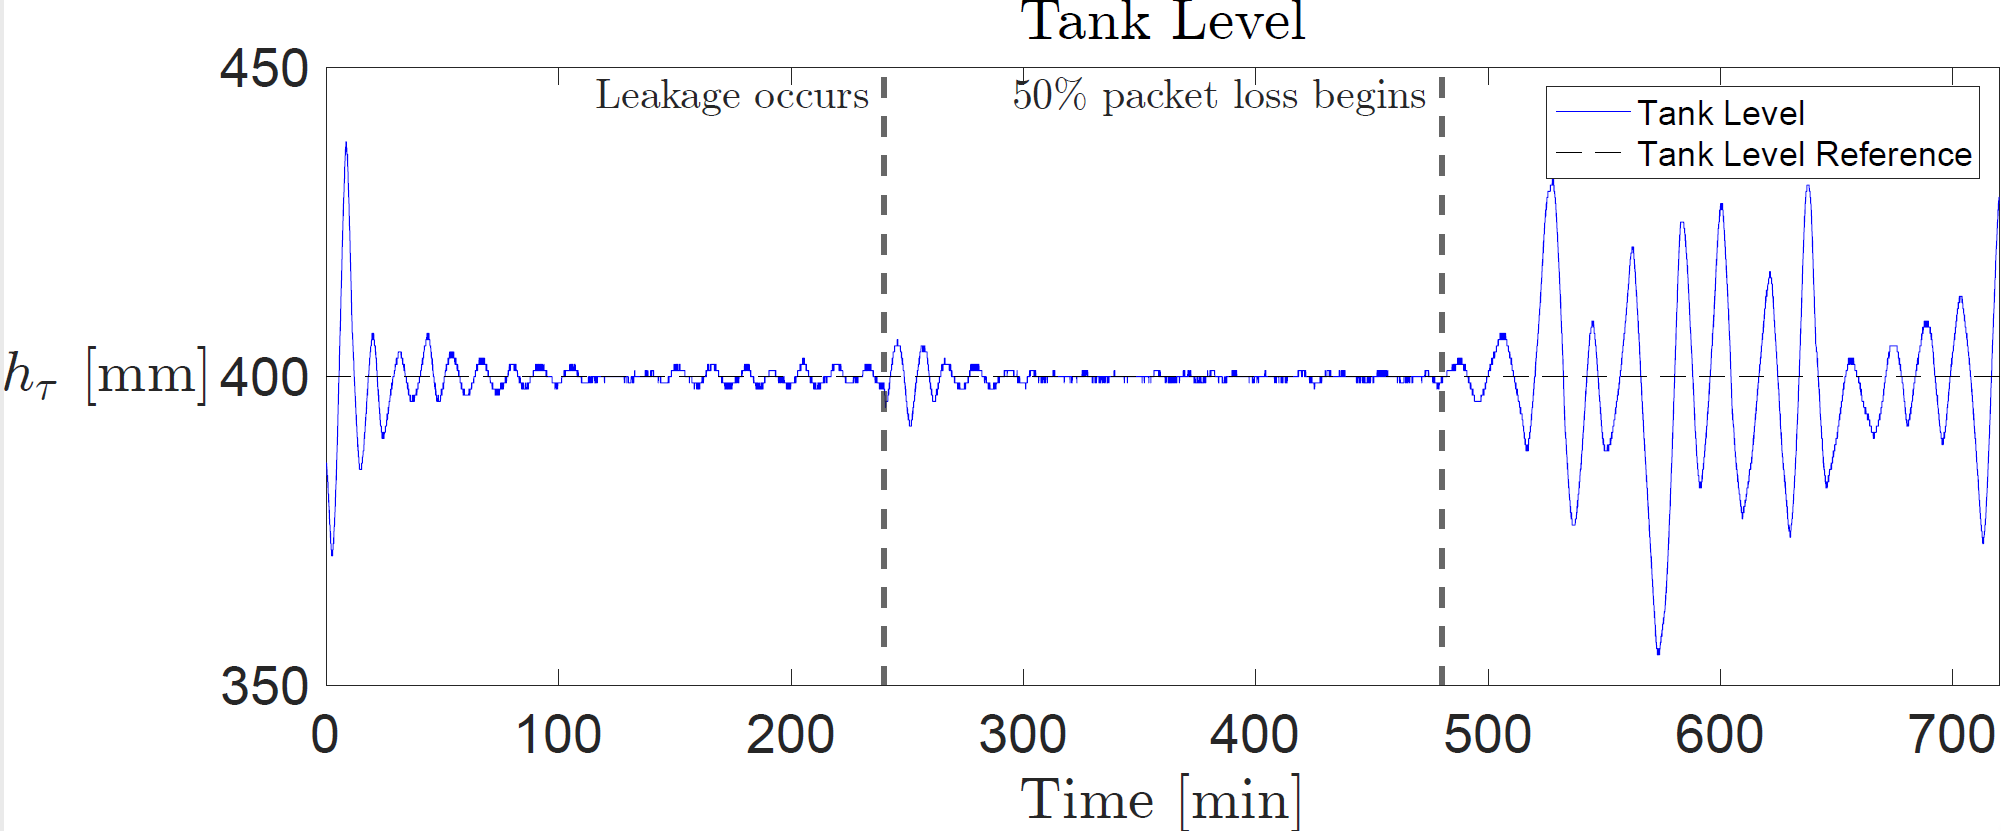 Tank Level
450
Leakage occurs
50% packet loss begins
Tank Level
Tank Level Reference
h_τ [mm]
400
350
0 100 200 300 400 500 600 700
Time [min]